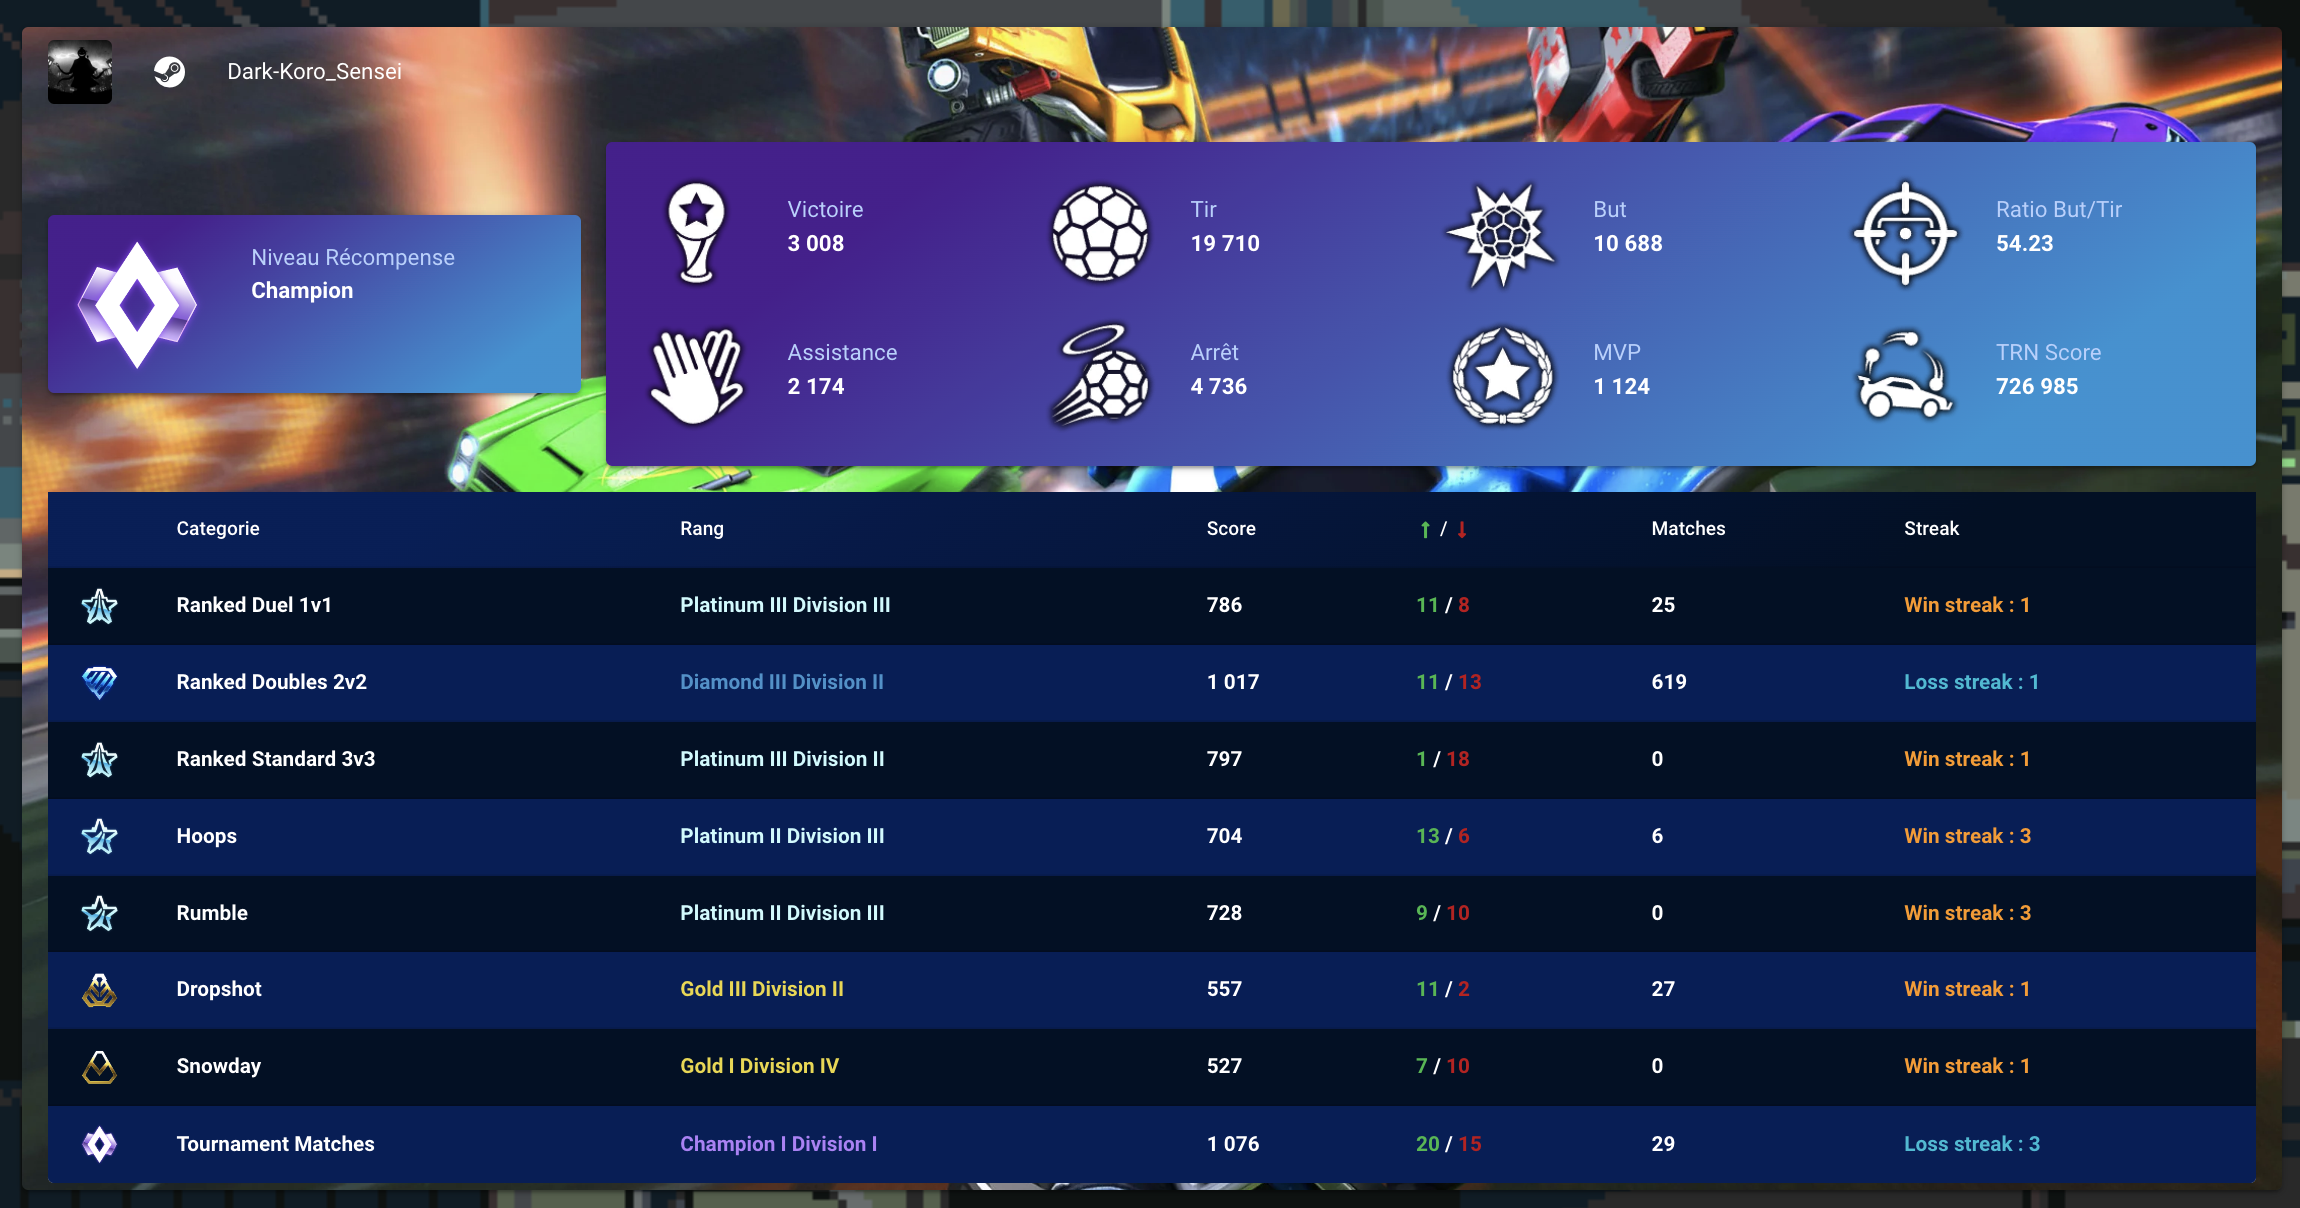 Dark-Koro_Sensei
Niveau Récompense
Champion
Victoire
3 008
Tir
19 710
But
10 688
Ratio But/Tir
54.23
Assistance
2 174
Arrêt
4 736
MVP
1 124
TRN Score
726 985
Categorie Rang Score ↑ / ↓ Matches Streak
Ranked Duel 1v1 Platinum III Division III 786 11 / 8 25 Win streak : 1
Ranked Doubles 2v2 Diamond III Division II 1 017 11 / 13 619 Loss streak : 1
Ranked Standard 3v3 Platinum III Division II 797 1 / 18 0 Win streak : 1
Hoops Platinum II Division III 704 13 / 6 6 Win streak : 3
Rumble Platinum II Division III 728 9 / 10 0 Win streak : 3
Dropshot Gold III Division II 557 11 / 2 27 Win streak : 1
Snowday Gold I Division IV 527 7 / 10 0 Win streak : 1
Tournament Matches Champion I Division I 1 076 20 / 15 29 Loss streak : 3